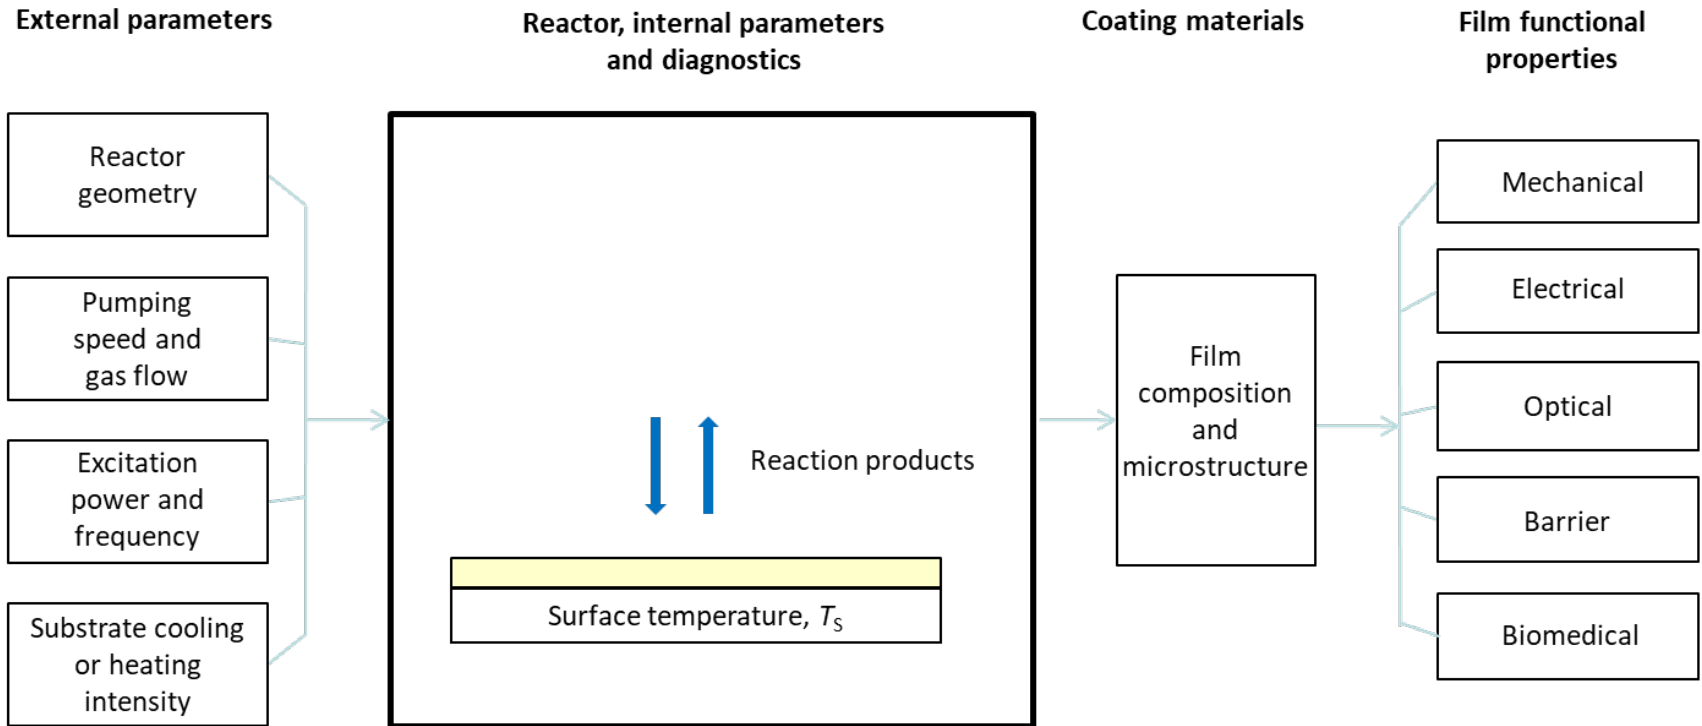 External parameters
Reactor, internal parameters
and diagnostics
Coating materials
Film functional
properties
Reactor
geometry
Pumping
speed and
gas flow
Excitation
power and
frequency
Substrate cooling
or heating
intensity
Reaction products
Surface temperature, TS
Film
composition
and
microstructure
Mechanical
Electrical
Optical
Barrier
Biomedical